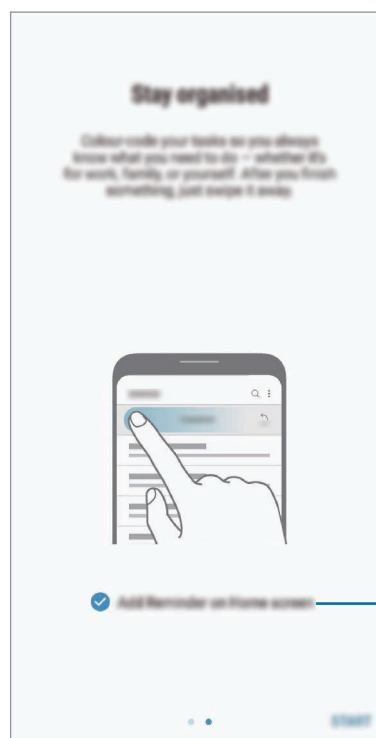 Stay organised
Colour-code your tasks so you always
know what you need to do — whether it's
for work, family, or yourself. After you finish
something, just swipe it away.
Add Reminder on Home screen
START